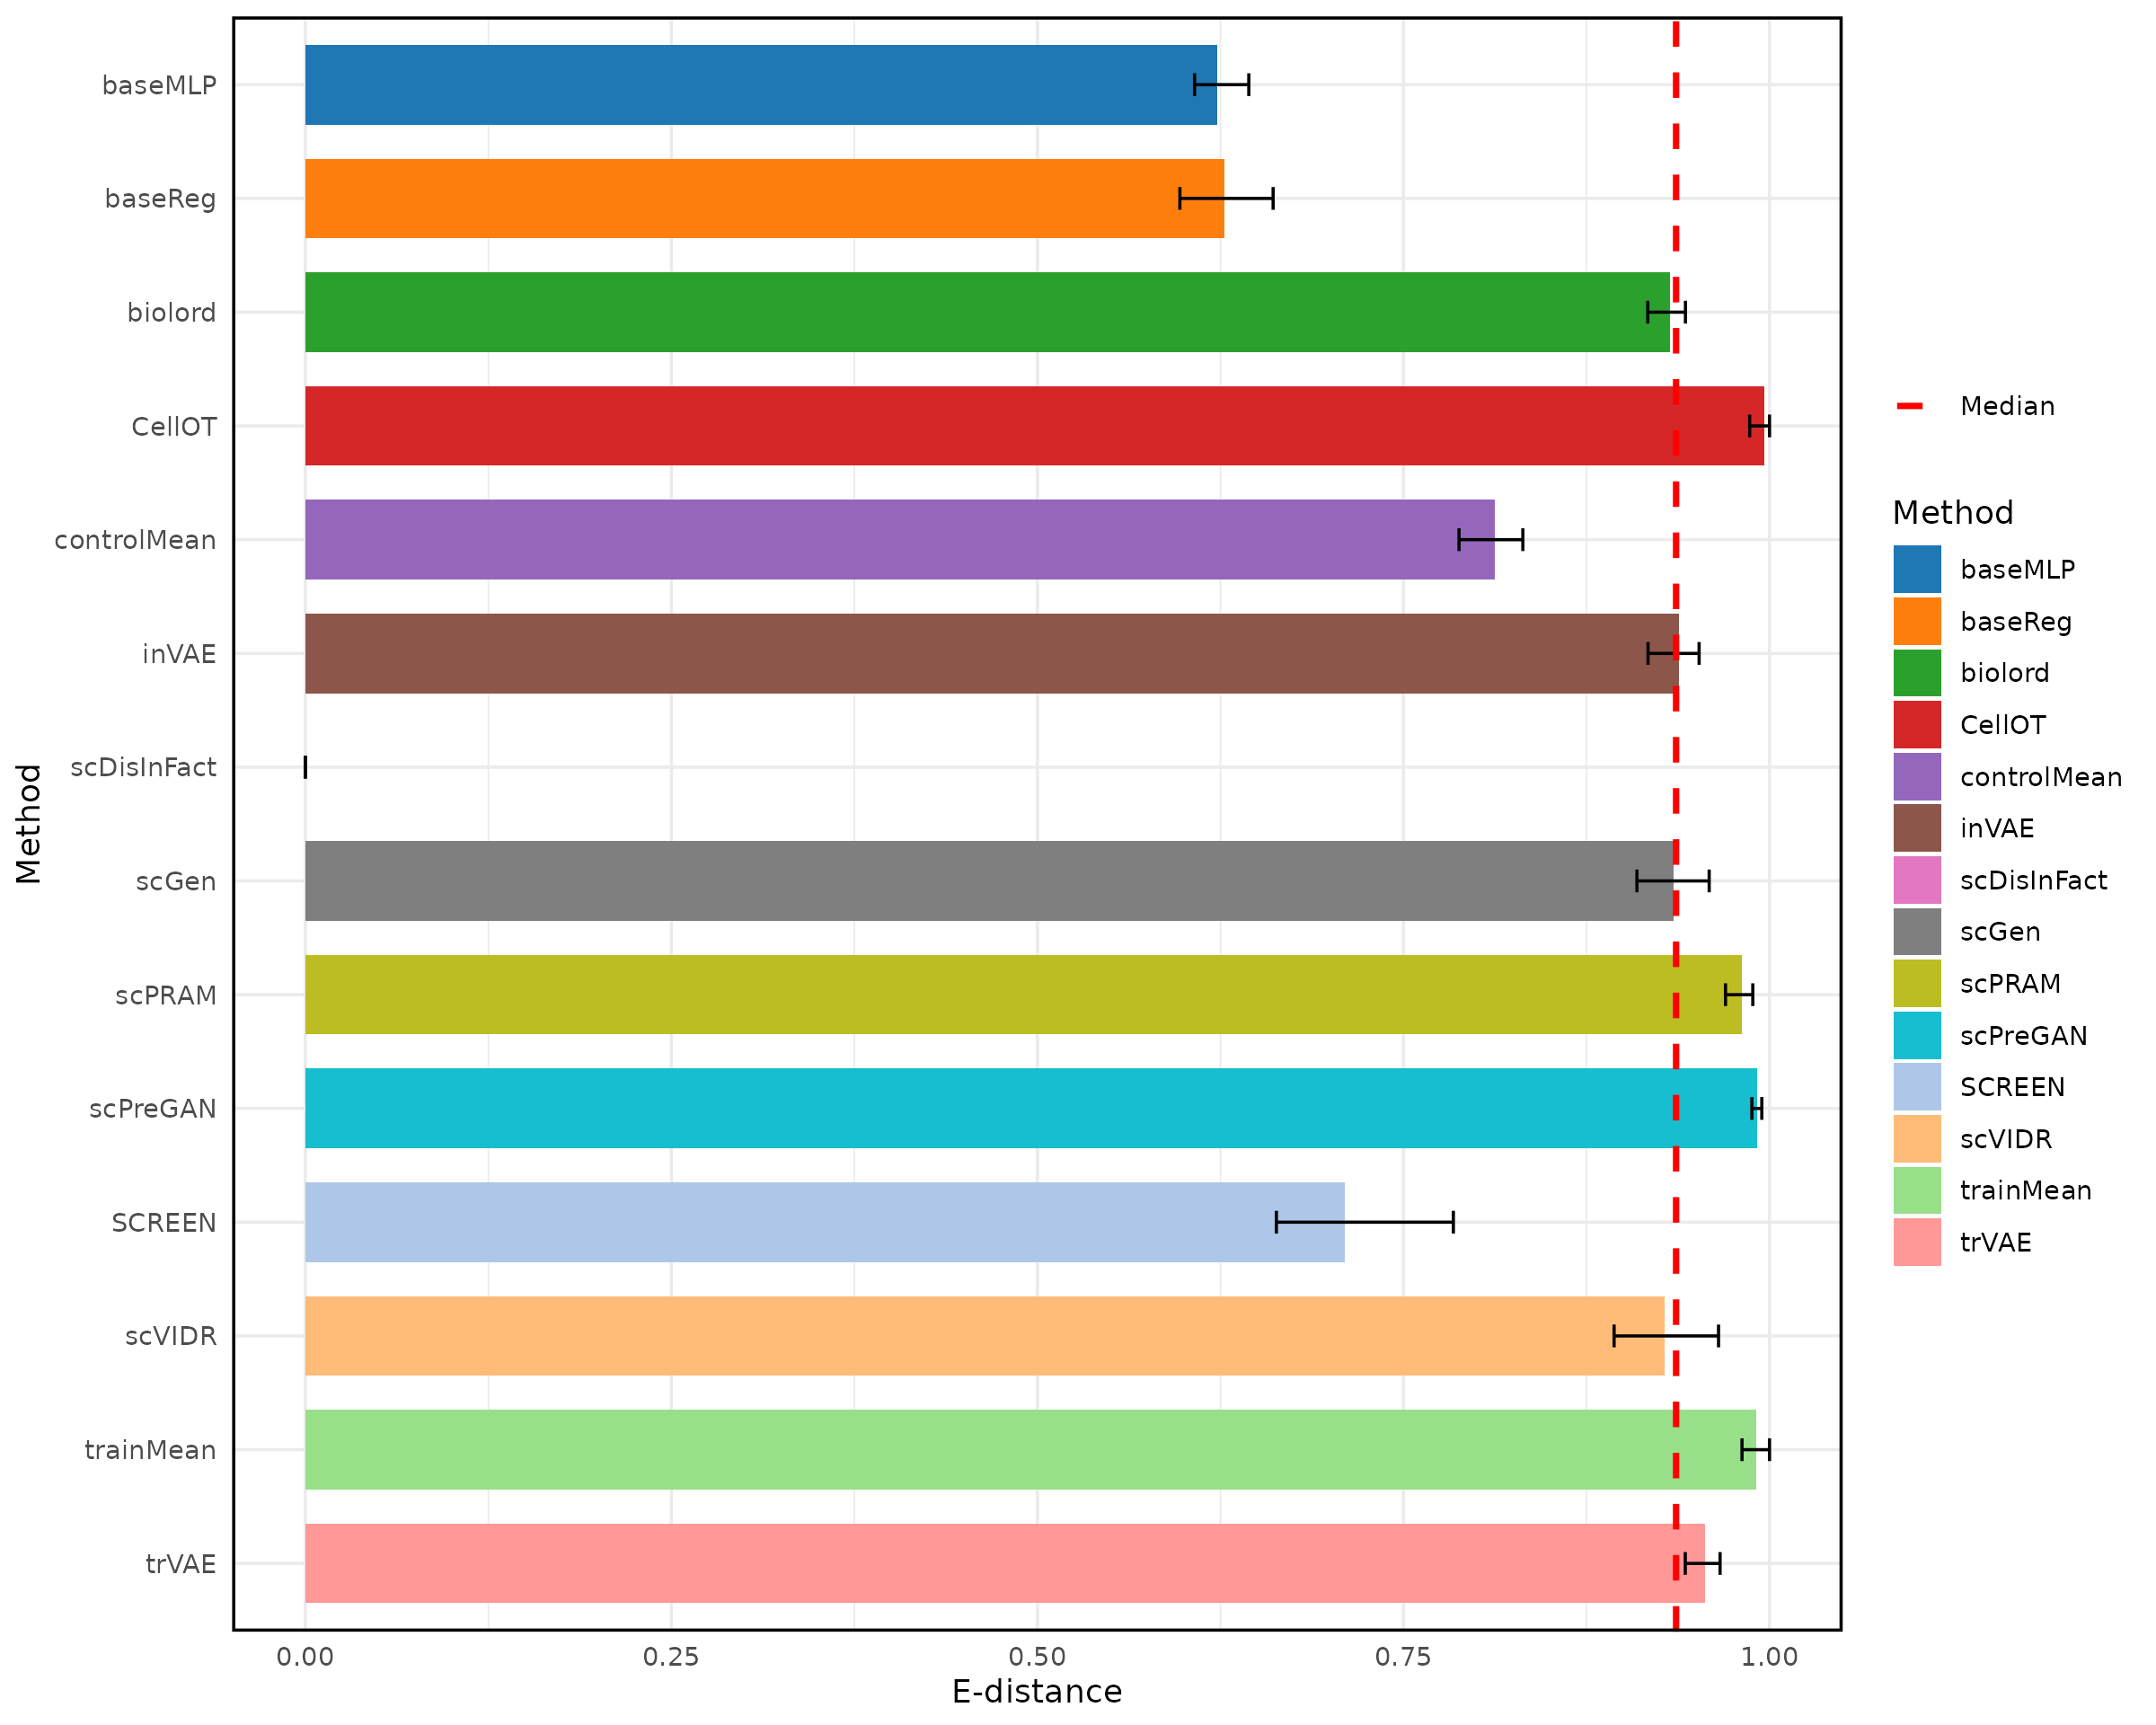 Method
baseMLP
baseReg
biolord
CellOT
controlMean
inVAE
scDisInFact
scGen
scPRAM
scPreGAN
SCREEN
scVIDR
trainMean
trVAE
0.00 0.25 0.50 0.75 1.00
E-distance
Median
Method
baseMLP
baseReg
biolord
CellOT
controlMean
inVAE
scDisInFact
scGen
scPRAM
scPreGAN
SCREEN
scVIDR
trainMean
trVAE